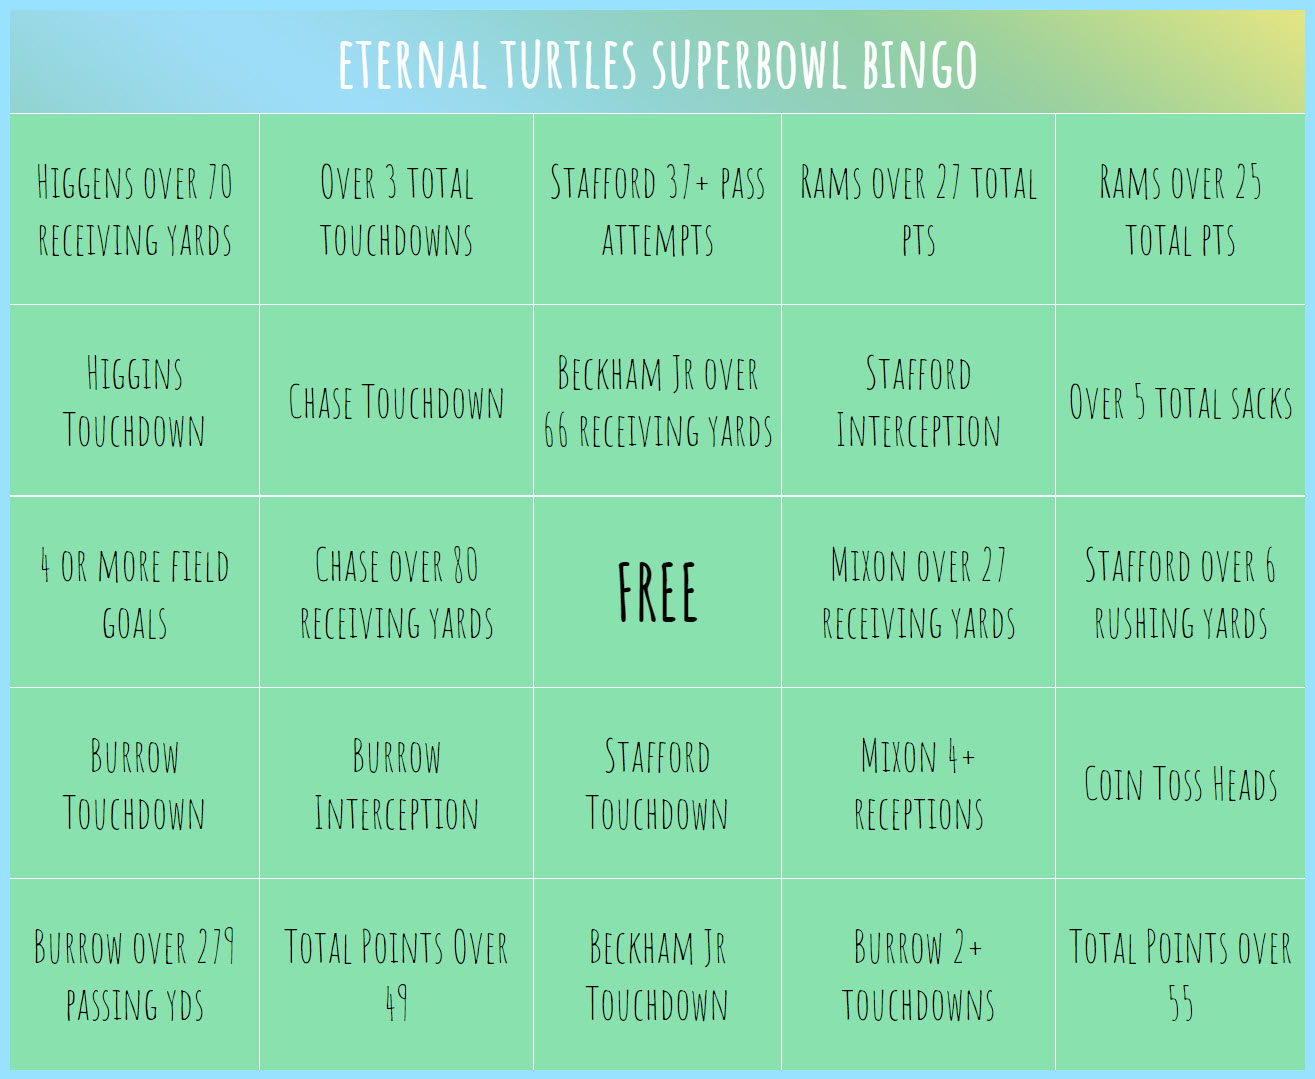 ETERNAL TURTLES SUPERBOWL BINGO
Higgens over 70
receiving yards
Over 3 total
touchdowns
Stafford 37+ pass
attempts
Rams over 27 total
pts
Rams over 25
total pts
Higgins
Touchdown
Chase Touchdown
Beckham Jr over
66 receiving yards
Stafford
Interception
Over 5 total sacks
4 or more field
goals
Chase over 80
receiving yards
FREE
Mixon over 27
receiving yards
Stafford over 6
rushing yards
Burrow
Touchdown
Burrow
Interception
Stafford
Touchdown
Mixon 4+
receptions
Coin Toss Heads
Burrow over 279
passing yds
Total Points Over
49
Beckham Jr
Touchdown
Burrow 2+
touchdowns
Total Points over
55